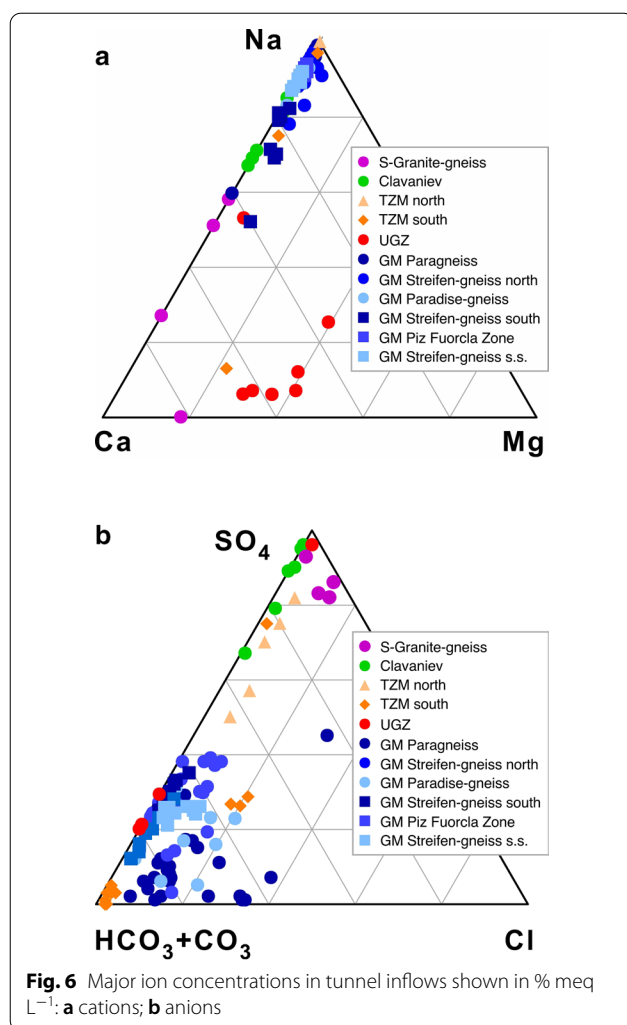 Na
a
S-Granite-gneiss
Clavaniev
TZM north
TZM south
UGZ
GM Paragneiss
GM Streifen-gneiss north
GM Paradise-gneiss
GM Streifen-gneiss south
GM Piz Fuorcla Zone
GM Streifen-gneiss s.s.
Ca
Mg
b
SO4
S-Granite-gneiss
Clavaniev
TZM north
TZM south
UGZ
GM Paragneiss
GM Streifen-gneiss north
GM Paradise-gneiss
GM Streifen-gneiss south
GM Piz Fuorcla Zone
GM Streifen-gneiss s.s.
HCO3+CO3
Cl
Fig. 6 Major ion concentrations in tunnel inflows shown in % meq
L−1: a cations; b anions